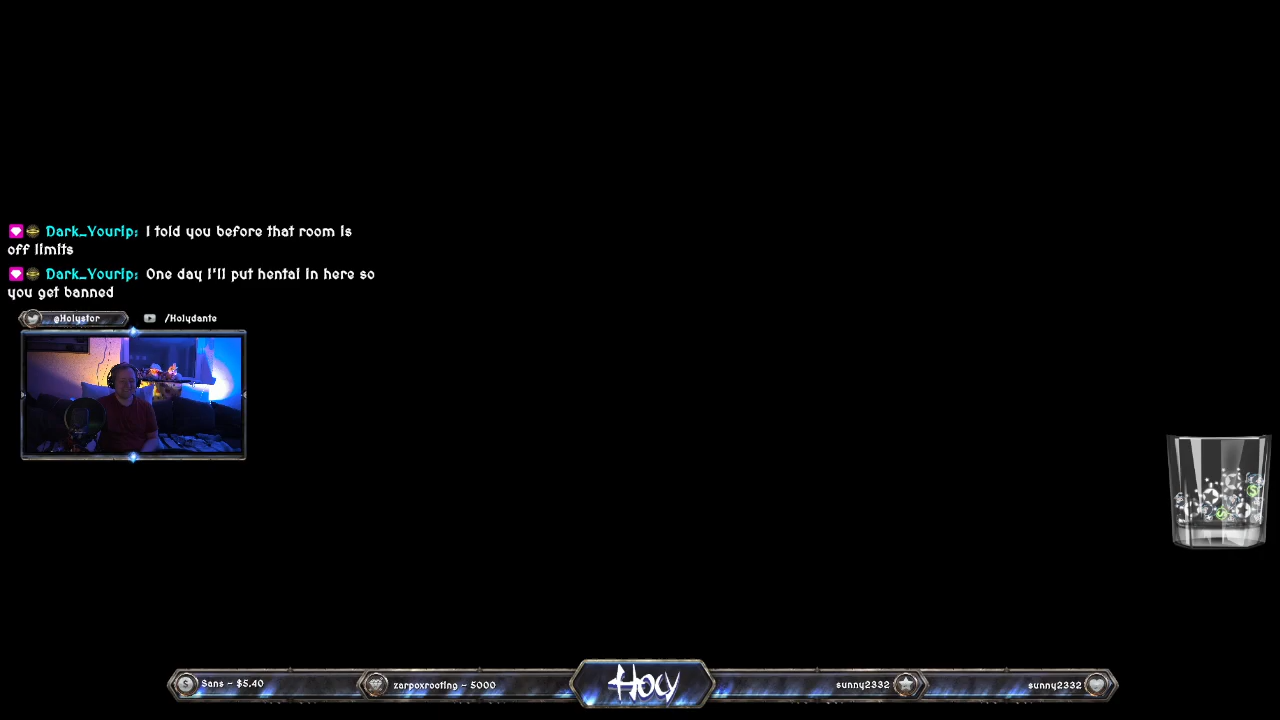 Dark_Yourip: I told you before that room is
off limits
Dark_Yourip: One day I'll put hentai in here so
you get banned
@Holystor /Holydante
Sans ~ $5.40 zarpoxrooting ~ 5000 Holy sunny2332 sunny2332